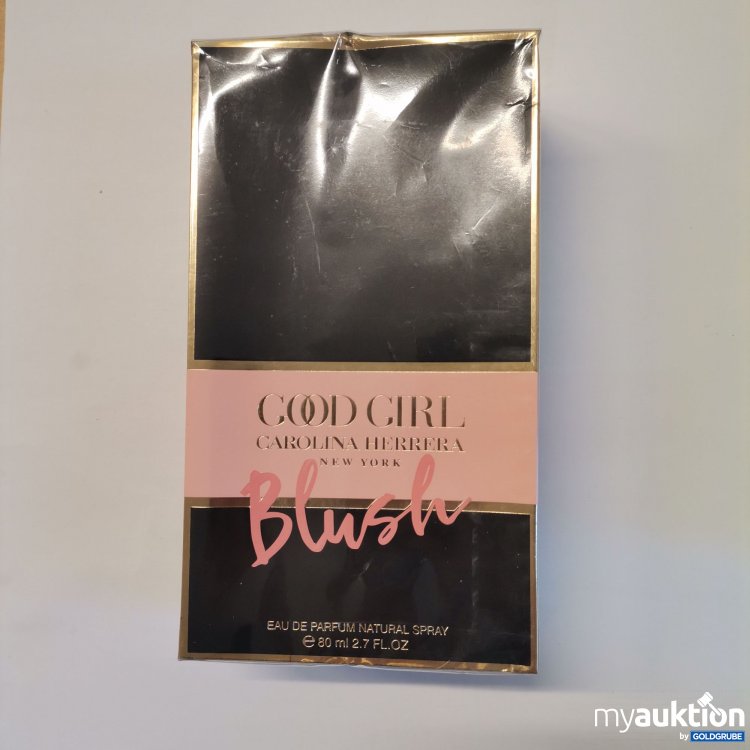 GOOD GIRL
CAROLINA HERRERA
NEW YORK
Blush
EAU DE PARFUM NATURAL SPRAY
℮ 80 ml 2.7 FL.OZ
myauktion
by GOLDGRUBE